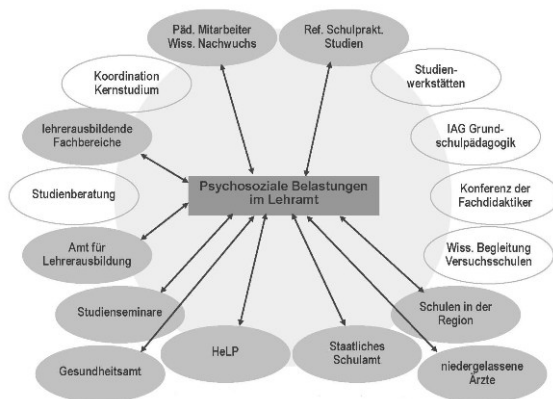 Päd. Mitarbeiter
Wiss. Nachwuchs
Ref. Schulprakt.
Studien
Koordination
Kernstudium
Studien-
werkstätten
lehrerausbildende
Fachbereiche
IAG Grund-
schulpädagogik
Psychosoziale Belastungen
im Lehramt
Studienberatung
Konferenz der
Fachdidaktiker
Amt für
Lehrerausbildung
Wiss. Begleitung
Versuchsschulen
Studienseminare
Schulen in der
Region
Gesundheitsamt
HeLP
Staatliches
Schulamt
niedergelassene
Ärzte